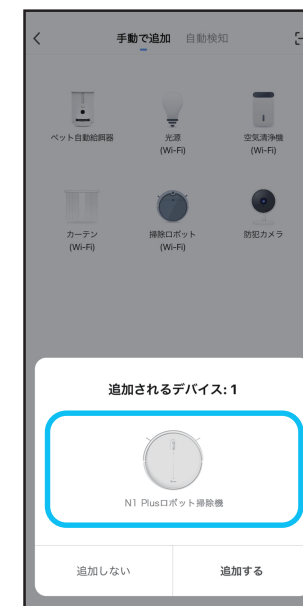 手動で追加 自動検知
ペット自動給餌器 光源 空気清浄機
(Wi-Fi) (Wi-Fi)
カーテン 掃除ロボット 防犯カメラ
(Wi-Fi) (Wi-Fi)
追加されるデバイス: 1
N1 Plusロボット掃除機
追加しない 追加する